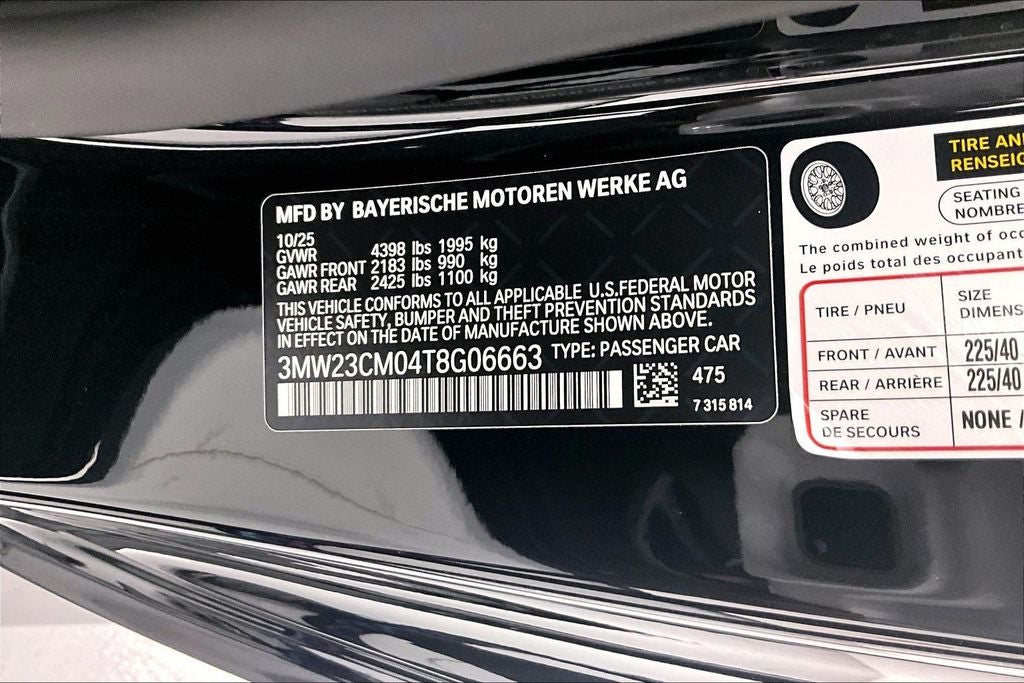 MFD BY BAYERISCHE MOTOREN WERKE AG
10/25
GVWR 4398 lbs 1995 kg
GAWR FRONT 2183 lbs 990 kg
GAWR REAR 2425 lbs 1100 kg
THIS VEHICLE CONFORMS TO ALL APPLICABLE U.S.FEDERAL MOTOR
VEHICLE SAFETY, BUMPER AND THEFT PREVENTION STANDARDS
IN EFFECT ON THE DATE OF MANUFACTURE SHOWN ABOVE.
3MW23CM04T8G06663 TYPE: PASSENGER CAR
475
7 315 814
TIRE AN
RENSEIG
SEATING
NOMBRE
The combined weight of occ
Le poids total des occupant
TIRE / PNEU SIZE
DIMENS
FRONT / AVANT 225/40
REAR / ARRIÈRE 225/40
SPARE
DE SECOURS NONE /